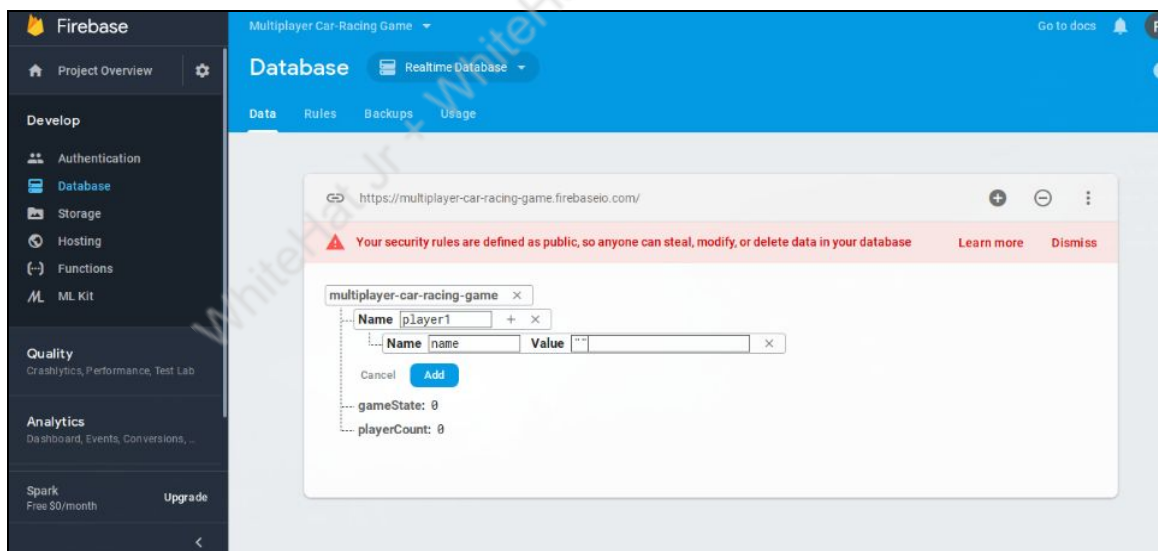 Firebase
Project Overview
Develop
Authentication
Database
Storage
Hosting
Functions
ML Kit
Quality
Crashlytics, Performance, Test Lab
Analytics
Dashboard, Events, Conversions, ...
Spark
Free $0/month
Upgrade
Multiplayer Car-Racing Game
Go to docs
Database
Realtime Database
Data Rules Backups Usage
https://multiplayer-car-racing-game.firebaseio.com/
Your security rules are defined as public, so anyone can steal, modify, or delete data in your database Learn more Dismiss
multiplayer-car-racing-game ×
Name player1 + ×
Name name Value "" ×
Cancel Add
gameState: 0
playerCount: 0
WhiteHat Jr + WhiteHat